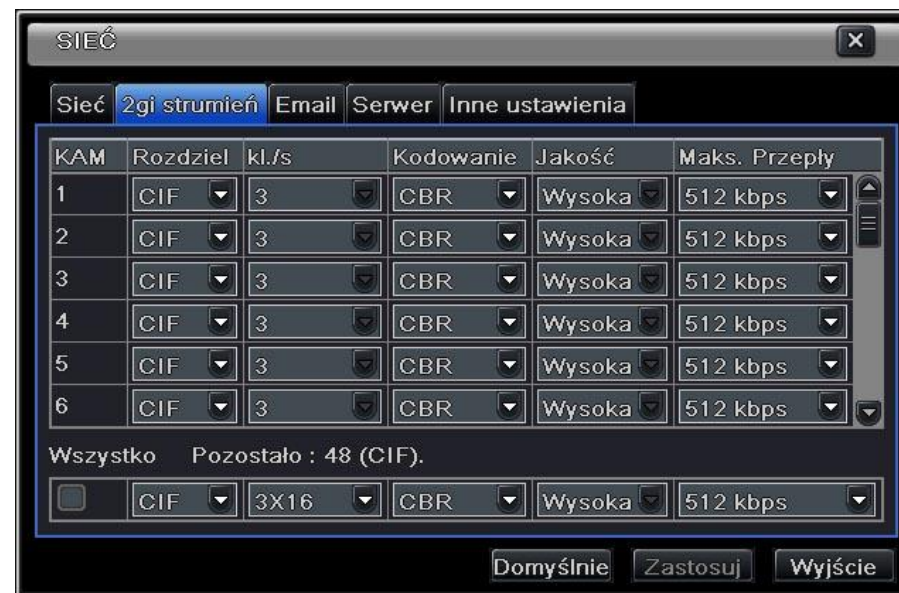 SIEĆ
Sieć 2gi strumień Email Serwer Inne ustawienia
KAM Rozdziel kl./s Kodowanie Jakość Maks. Przepły
1 CIF 3 CBR Wysoka 512 kbps
2 CIF 3 CBR Wysoka 512 kbps
3 CIF 3 CBR Wysoka 512 kbps
4 CIF 3 CBR Wysoka 512 kbps
5 CIF 3 CBR Wysoka 512 kbps
6 CIF 3 CBR Wysoka 512 kbps
Wszystko Pozostało : 48 (CIF).
CIF 3X16 CBR Wysoka 512 kbps
Domyślnie Zastosuj Wyjście